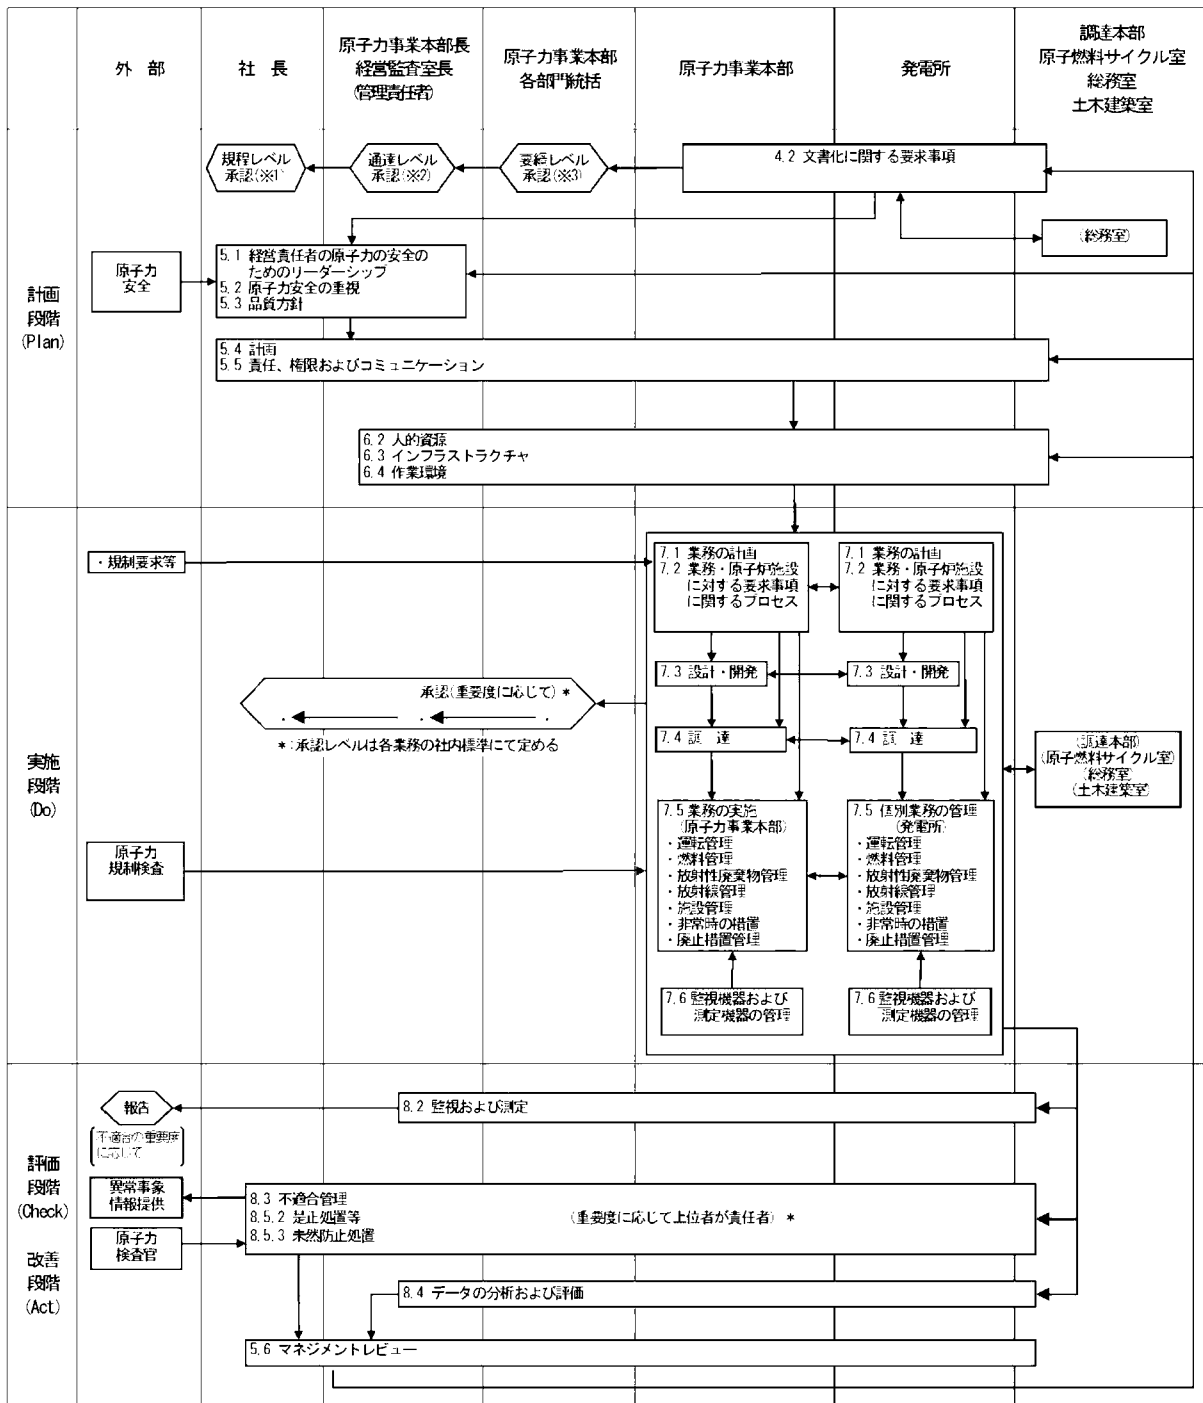 外 部
社 長
原子力事業本部長
経営監査室長
(管理責任者)
原子力事業本部
各部門統括
原子力事業本部
発電所
調達本部
原子燃料サイクル室
総務室
土木建築室
計画
段階
(Plan)
規程レベル
承認(※1)
通達レベル
承認(※2)
要綱レベル
承認(※3)
4.2 文書化に関する要求事項
(総務室)
原子力
安全
5.1 経営責任者の原子力の安全の
ためのリーダーシップ
5.2 原子力安全の重視
5.3 品質方針
5.4 計画
5.5 責任、権限およびコミュニケーション
6.2 人的資源
6.3 インフラストラクチャ
6.4 作業環境
実施
段階
(Do)
・規制要求等
7.1 業務の計画
7.2 業務・原子炉施設
に対する要求事項
に関するプロセス
7.1 業務の計画
7.2 業務・原子炉施設
に対する要求事項
に関するプロセス
7.3 設計・開発
7.3 設計・開発
承認(重要度に応じて) *
*:承認レベルは各業務の社内標準にて定める
7.4 調 達
7.4 調 達
(調達本部)
(原子燃料サイクル室)
(総務室)
(土木建築室)
原子力
規制検査
7.5 業務の実施
(原子力事業本部)
・運転管理
・燃料管理
・放射性廃棄物管理
・放射線管理
・施設管理
・非常時の措置
・廃止措置管理
7.5 個別業務の管理
(発電所)
・運転管理
・燃料管理
・放射性廃棄物管理
・放射線管理
・施設管理
・非常時の措置
・廃止措置管理
7.6 監視機器および
測定機器の管理
7.6 監視機器および
測定機器の管理
評価
段階
(Check)
改善
段階
(Act)
報告
不適合の重要度
に応じて
8.2 監視および測定
異常事象
情報提供
原子力
検査官
8.3 不適合管理
8.5.2 是正処置等
8.5.3 未然防止処置
(重要度に応じて上位者が責任者) *
8.4 データの分析および評価
5.6 マネジメントレビュー